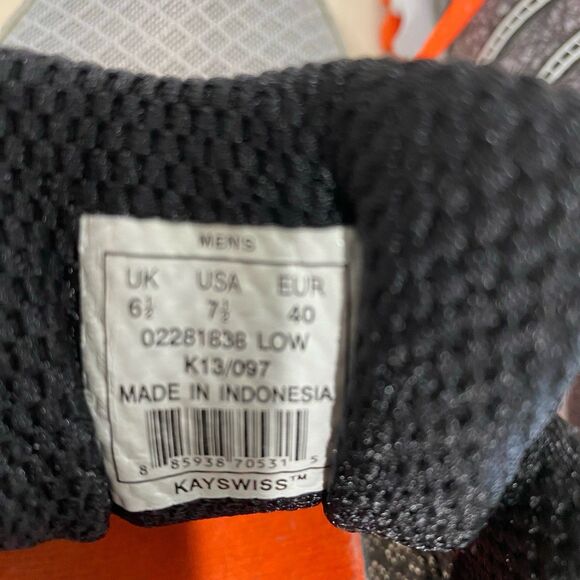 MEN'S
UK USA EUR
6½ 7½ 40
02281838 LOW
K13/097
MADE IN INDONESIA
8 85938 70531 5
KAYSWISS™